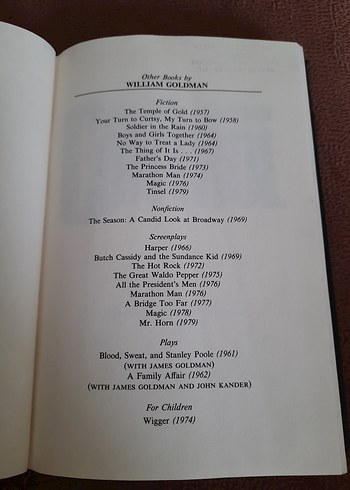 Other Books by
WILLIAM GOLDMAN
Fiction
The Temple of Gold (1957)
Your Turn to Curtsy, My Turn to Bow (1958)
Soldier in the Rain (1960)
Boys and Girls Together (1964)
No Way to Treat a Lady (1964)
The Thing of It Is . . . (1967)
Father's Day (1971)
The Princess Bride (1973)
Marathon Man (1974)
Magic (1976)
Tinsel (1979)
Nonfiction
The Season: A Candid Look at Broadway (1969)
Screenplays
Harper (1966)
Butch Cassidy and the Sundance Kid (1969)
The Hot Rock (1972)
The Great Waldo Pepper (1975)
All the President's Men (1976)
Marathon Man (1976)
A Bridge Too Far (1977)
Magic (1978)
Mr. Horn (1979)
Plays
Blood, Sweat, and Stanley Poole (1961)
(WITH JAMES GOLDMAN)
A Family Affair (1962)
(WITH JAMES GOLDMAN AND JOHN KANDER)
For Children
Wigger (1974)